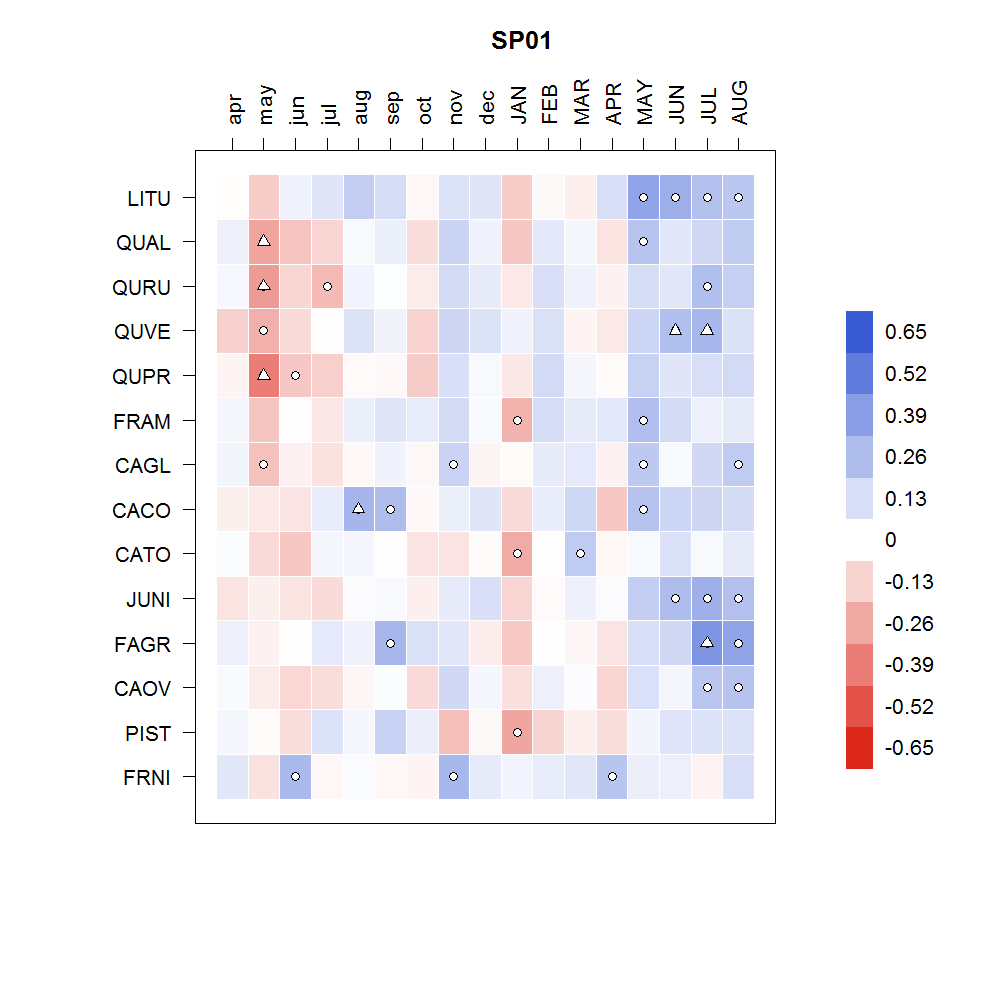 SP01
apr may jun jul aug sep oct nov dec JAN FEB MAR APR MAY JUN JUL AUG
LITU
QUAL
QURU
QUVE
QUPR
FRAM
CAGL
CACO
CATO
JUNI
FAGR
CAOV
PIST
FRNI
0.65
0.52
0.39
0.26
0.13
0
-0.13
-0.26
-0.39
-0.52
-0.65